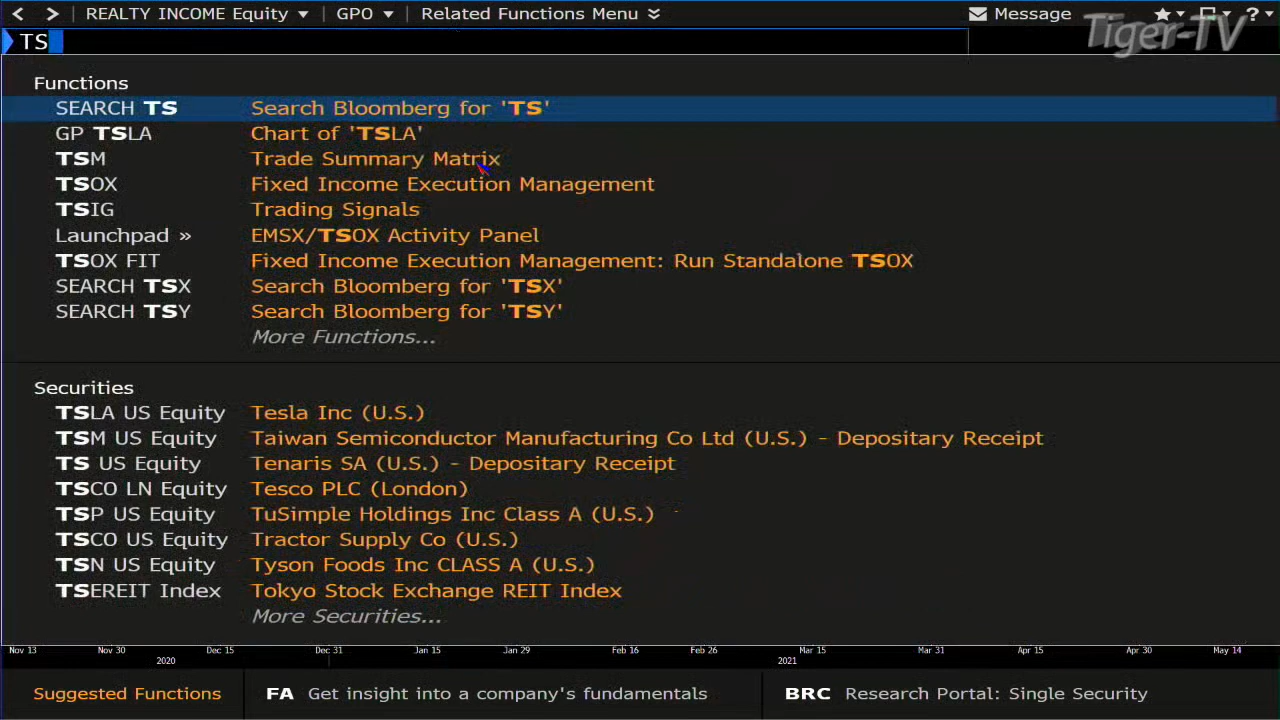 REALTY INCOME Equity GPO Related Functions Menu Message ?
Tiger-TV
TS
Functions
SEARCH TS Search Bloomberg for 'TS'
GP TSLA Chart of 'TSLA'
TSM Trade Summary Matrix
TSOX Fixed Income Execution Management
TSIG Trading Signals
Launchpad » EMSX/TSOX Activity Panel
TSOX FIT Fixed Income Execution Management: Run Standalone TSOX
SEARCH TSX Search Bloomberg for 'TSX'
SEARCH TSY Search Bloomberg for 'TSY'
More Functions...
Securities
TSLA US Equity Tesla Inc (U.S.)
TSM US Equity Taiwan Semiconductor Manufacturing Co Ltd (U.S.) - Depositary Receipt
TS US Equity Tenaris SA (U.S.) - Depositary Receipt
TSCO LN Equity Tesco PLC (London)
TSP US Equity TuSimple Holdings Inc Class A (U.S.)
TSCO US Equity Tractor Supply Co (U.S.)
TSN US Equity Tyson Foods Inc CLASS A (U.S.)
TSEREIT Index Tokyo Stock Exchange REIT Index
More Securities...
Nov 13 Nov 30 Dec 15 Dec 31 Jan 15 Jan 29 Feb 16 Feb 26 Mar 15 Mar 31 Apr 15 Apr 30 May 14
2020 2021
Suggested Functions FA Get insight into a company's fundamentals BRC Research Portal: Single Security